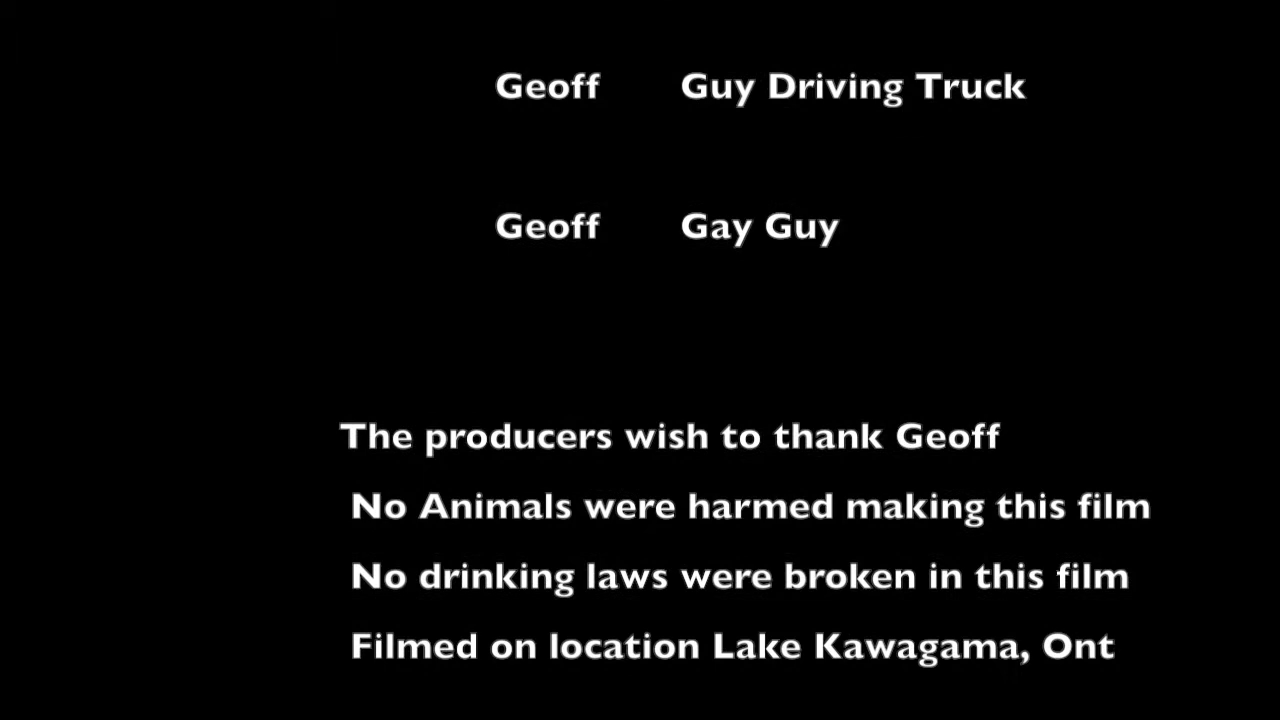 Geoff Guy Driving Truck
Geoff Gay Guy
The producers wish to thank Geoff
No Animals were harmed making this film
No drinking laws were broken in this film
Filmed on location Lake Kawagama, Ont